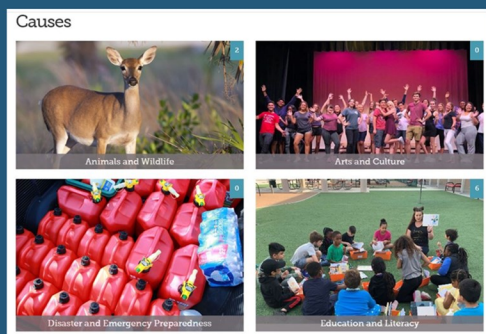 Causes
2
0
Animals and Wildlife
Arts and Culture
0
6
Disaster and Emergency Preparedness
Education and Literacy